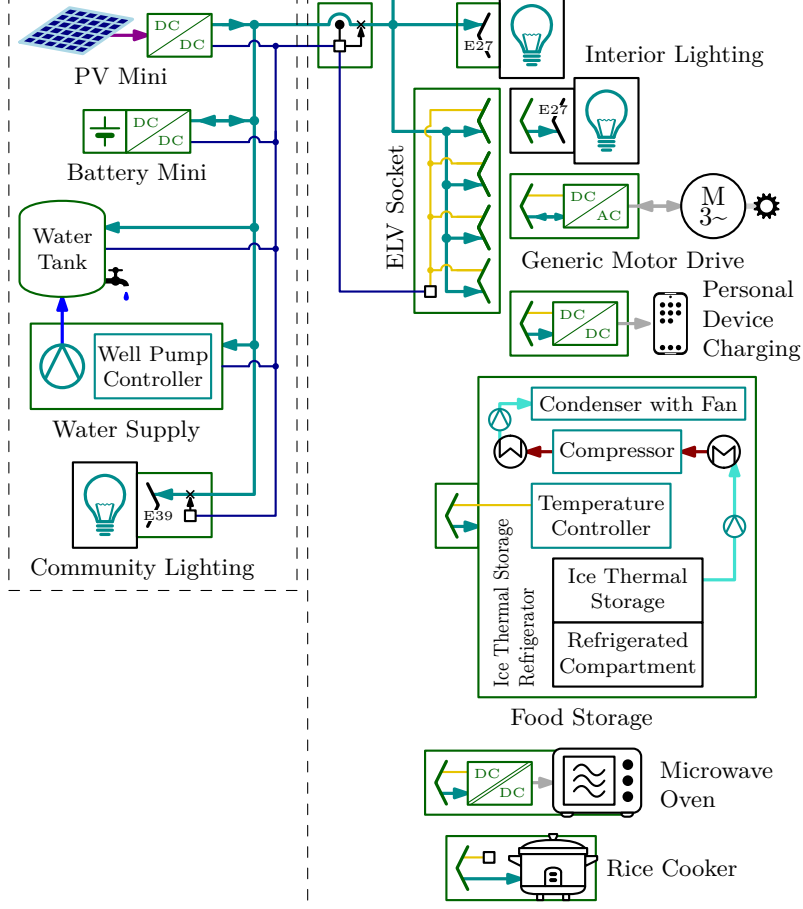 DC
DC
PV Mini
E27
Interior Lighting
DC
DC
Battery Mini
E27
ELV Socket
Water
Tank
DC
AC
M
3~
Generic Motor Drive
DC
DC
Personal
Device
Charging
Well Pump
Controller
Water Supply
Condenser with Fan
Compressor
E39
Community Lighting
Temperature
Controller
Ice Thermal Storage
Refrigerator
Ice Thermal
Storage
Refrigerated
Compartment
Food Storage
DC
DC
Microwave
Oven
Rice Cooker